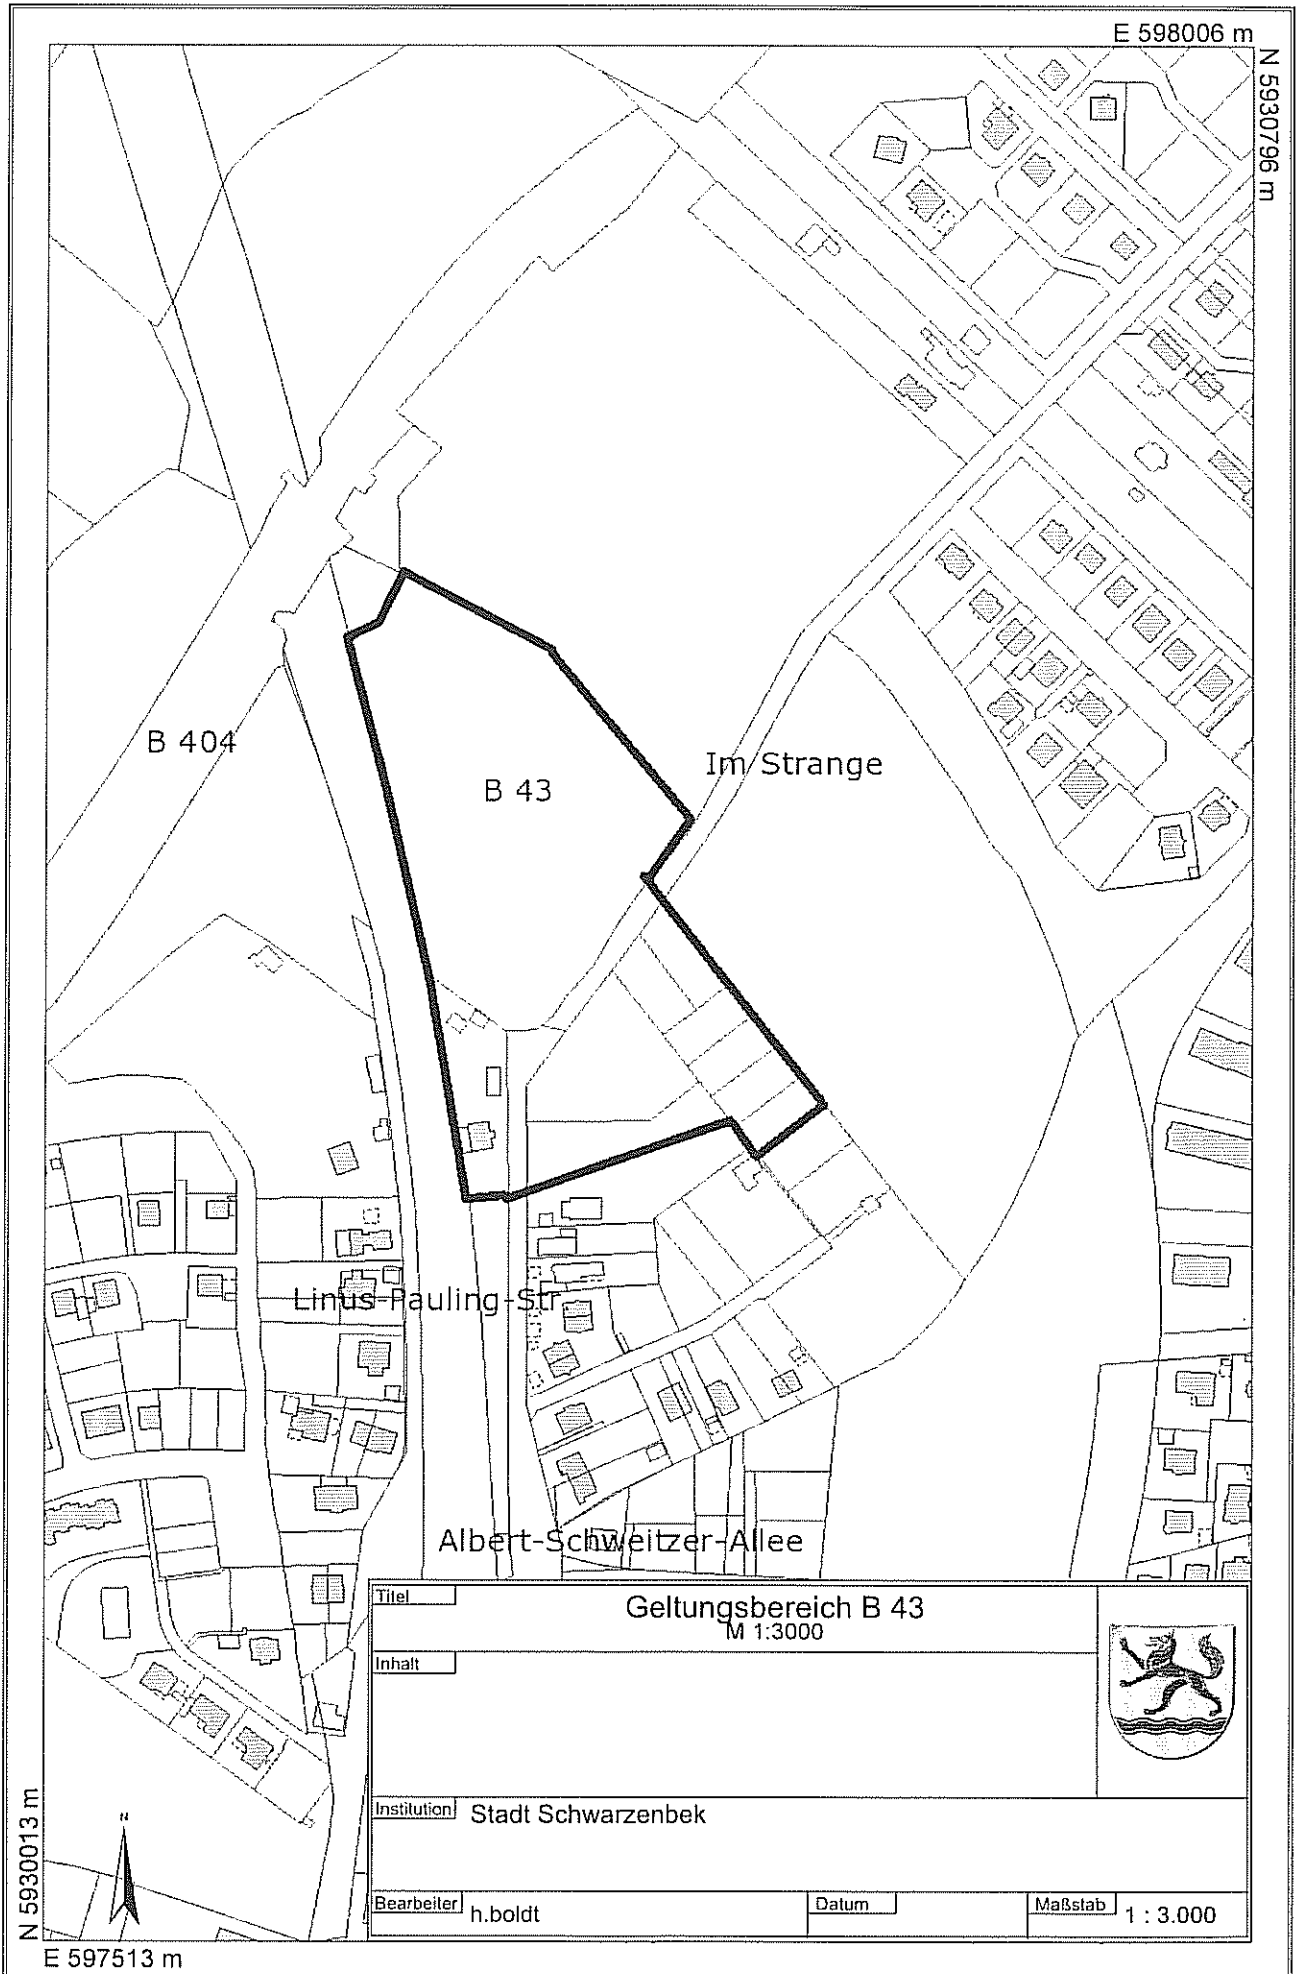 E 598006 m
N 5930796 m
B 404
B 43
Im Strange
Linus-Pauling-Str
Albert-Schweitzer-Allee
Titel
Geltungsbereich B 43
M 1:3000
Inhalt
Institution
Stadt Schwarzenbek
Bearbeiter
h.boldt
Datum
Maßstab
1 : 3.000
N
N 5930013 m
E 597513 m